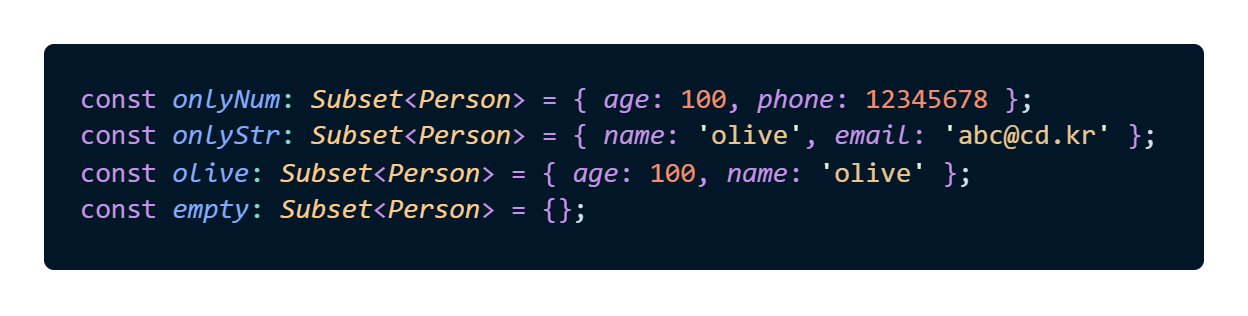 const onlyNum: Subset<Person> = { age: 100, phone: 12345678 };
const onlyStr: Subset<Person> = { name: 'olive', email: 'abc@cd.kr' };
const olive: Subset<Person> = { age: 100, name: 'olive' };
const empty: Subset<Person> = {};